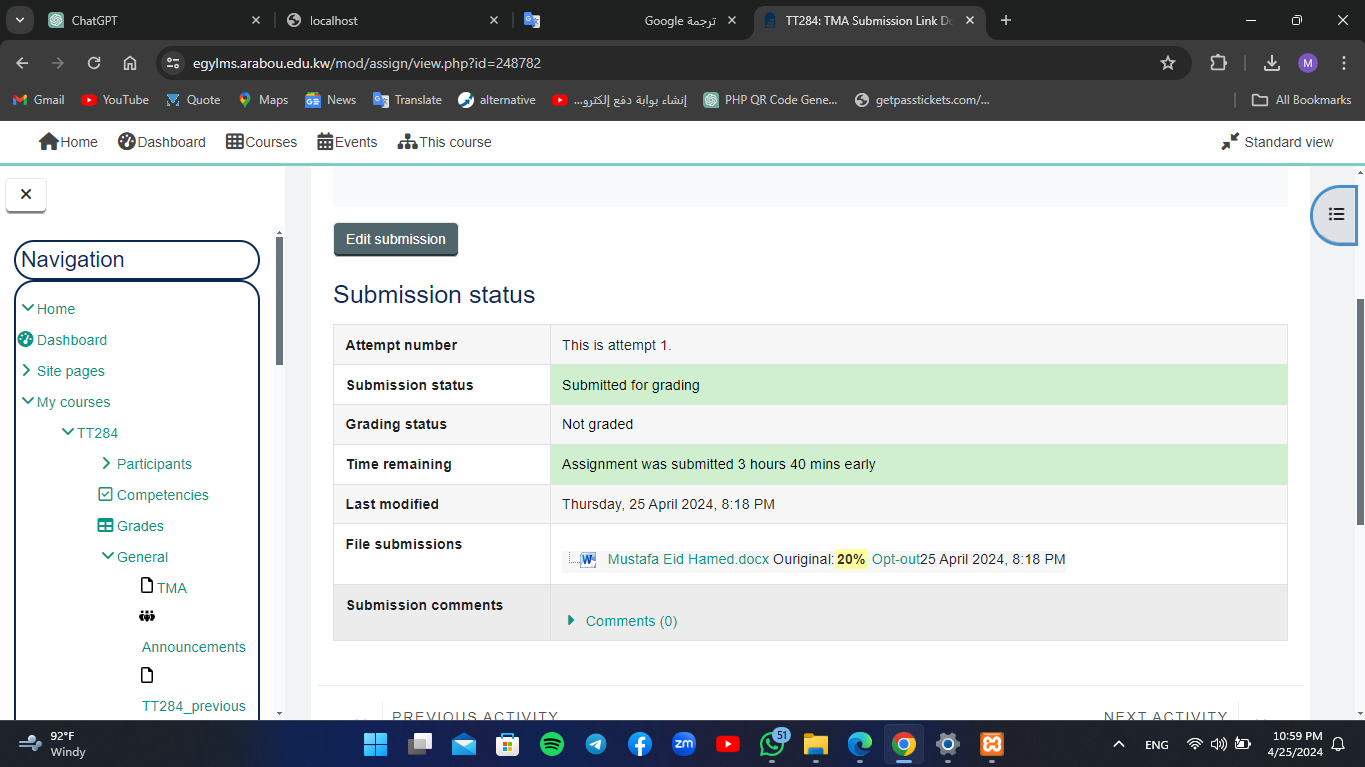 ChatGPT
localhost
ترجمة Google
TT284: TMA Submission Link
egylms.arabou.edu.kw/mod/assign/view.php?id=248782
M
Gmail
YouTube
Quote
Maps
News
Translate
alternative
إنشاء بوابة دفع إلكترو...
PHP QR Code Gene...
getpasstickets.com/...
All Bookmarks
Home
Dashboard
Courses
Events
This course
Standard view
Navigation
Home
Dashboard
Site pages
My courses
TT284
Participants
Competencies
Grades
General
TMA
Announcements
TT284_previous
Edit submission
Submission status
Attempt number This is attempt 1.
Submission status Submitted for grading
Grading status Not graded
Time remaining Assignment was submitted 3 hours 40 mins early
Last modified Thursday, 25 April 2024, 8:18 PM
File submissions
Mustafa Eid Hamed.docx Ouriginal: 20% Opt-out25 April 2024, 8:18 PM
Submission comments
Comments (0)
PREVIOUS ACTIVITY
NEXT ACTIVITY
92°F
Windy
zm
51
ENG
10:59 PM
4/25/2024